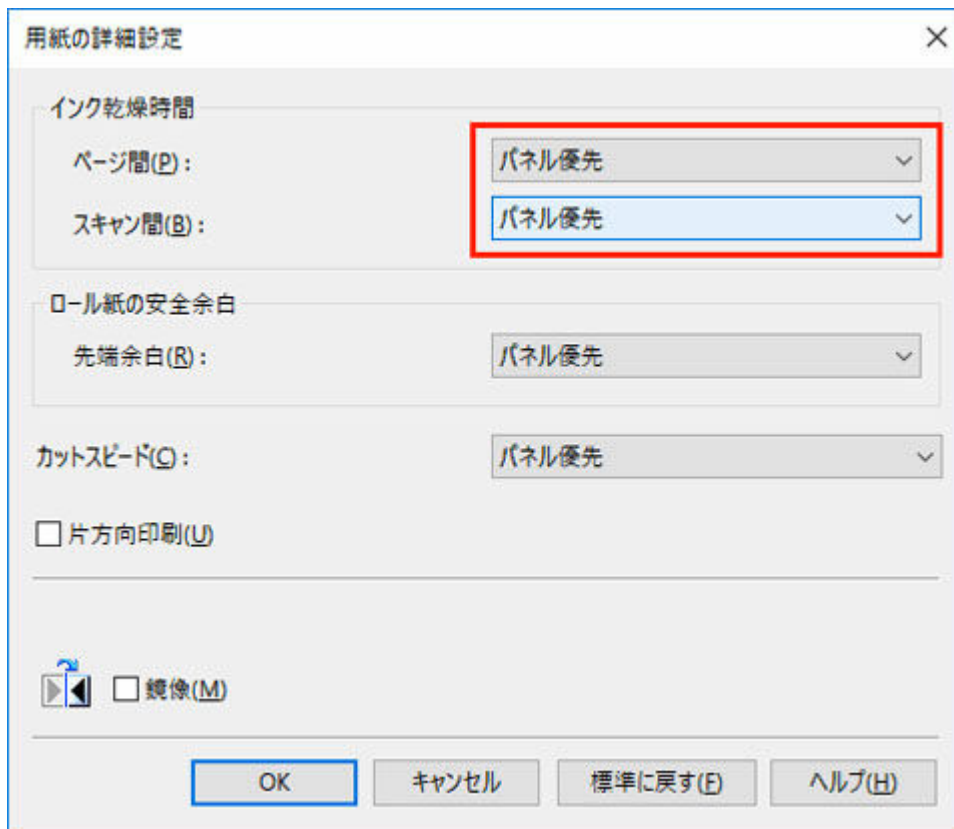 用紙の詳細設定
インク乾燥時間
ページ間(P):
パネル優先
スキャン間(B):
パネル優先
ロール紙の安全余白
先端余白(R):
パネル優先
カットスピード(C):
パネル優先
片方向印刷(U)
鏡像(M)
OK
キャンセル
標準に戻す(F)
ヘルプ(H)